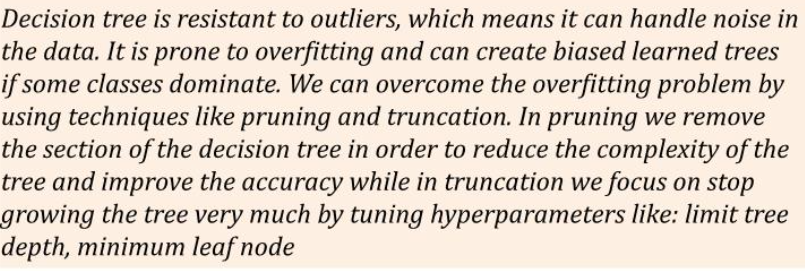 Decision tree is resistant to outliers, which means it can handle noise in
the data. It is prone to overfitting and can create biased learned trees
if some classes dominate. We can overcome the overfitting problem by
using techniques like pruning and truncation. In pruning we remove
the section of the decision tree in order to reduce the complexity of the
tree and improve the accuracy while in truncation we focus on stop
growing the tree very much by tuning hyperparameters like: limit tree
depth, minimum leaf node